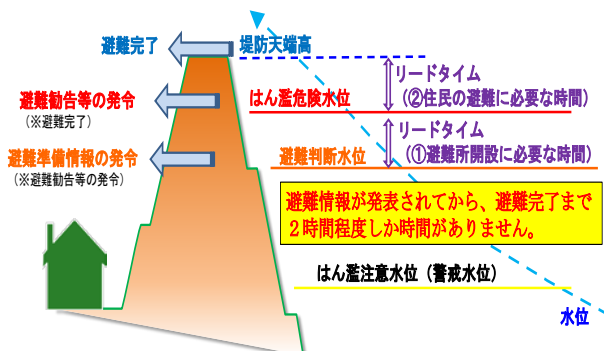 避難完了
堤防天端高
リードタイム
（②住民の避難に必要な時間）
避難勧告等の発令
（※避難完了）
はん濫危険水位
リードタイム
（①避難所開設に必要な時間）
避難準備情報の発令
（※避難勧告等の発令）
避難判断水位
避難情報が発表されてから、避難完了まで
２時間程度しか時間がありません。
はん濫注意水位（警戒水位）
水位